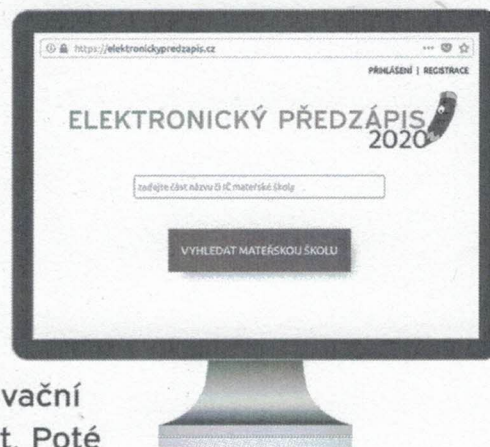 https://elektronickypredzapis.cz
PŘIHLÁŠENÍ | REGISTRACE
ELEKTRONICKÝ PŘEDZÁPIS
2020
zadejte část názvu či IČ mateřské školy
VYHLEDAT MATEŘSKOU ŠKOLU
vační
t. Poté